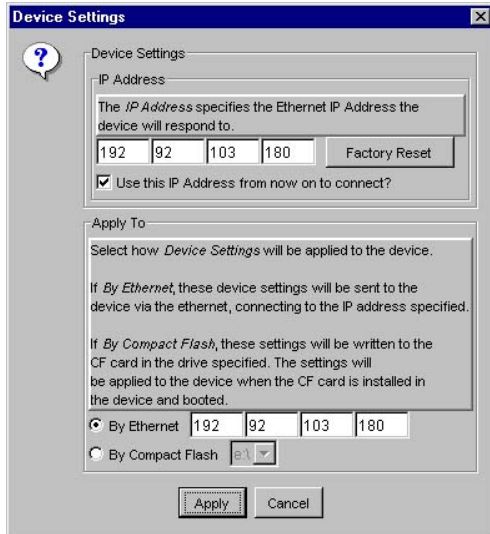 Device Settings
Device Settings
IP Address
The IP Address specifies the Ethernet IP Address the
device will respond to.
192 92 103 180 Factory Reset
Use this IP Address from now on to connect?
Apply To
Select how Device Settings will be applied to the device.
If By Ethernet, these device settings will be sent to the
device via the ethernet, connecting to the IP address specified.
If By Compact Flash, these settings will be written to the
CF card in the drive specified. The settings will
be applied to the device when the CF card is installed in
the device and booted.
By Ethernet 192 92 103 180
By Compact Flash e:\
Apply Cancel